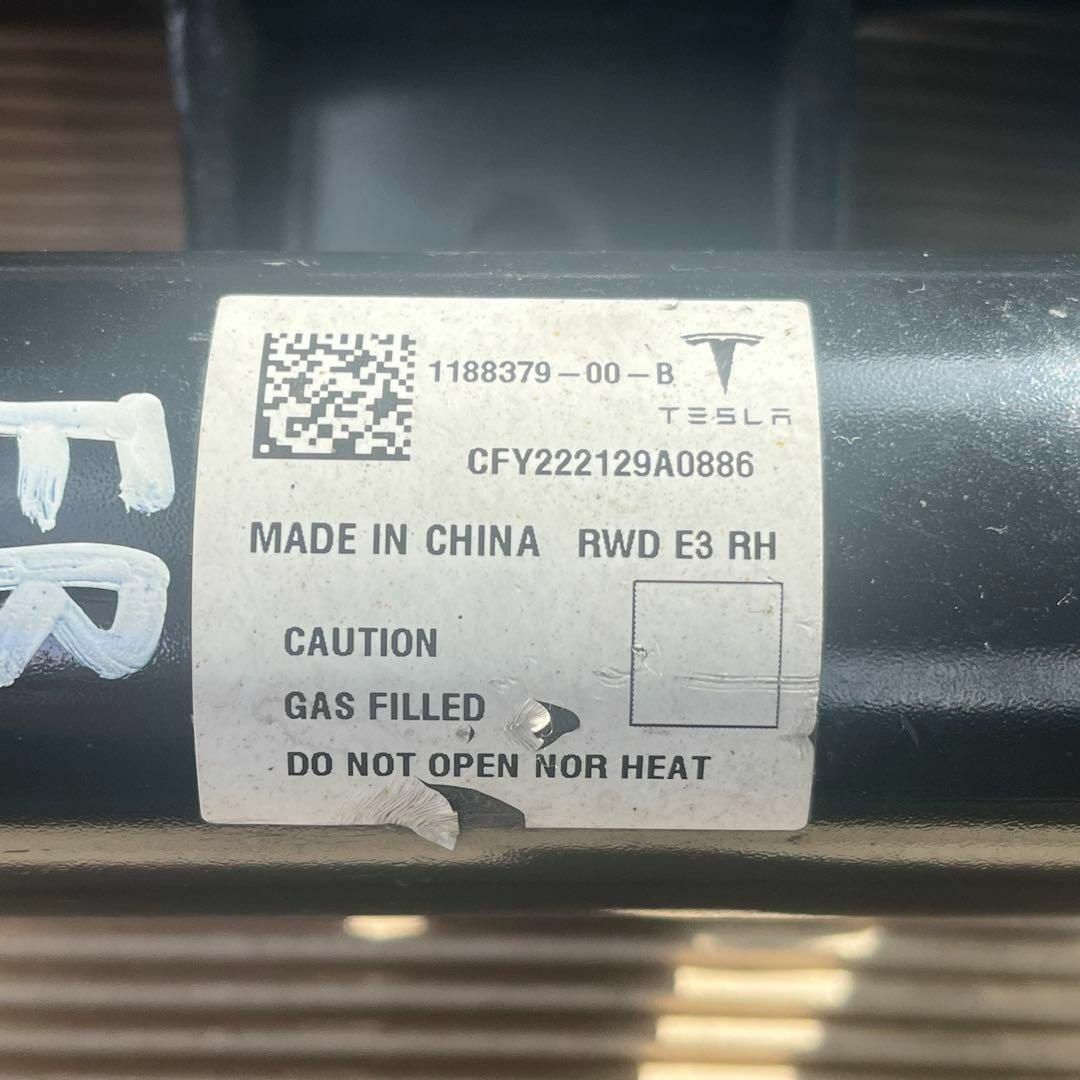 1188379-00-B
TESLA
CFY222129A0886
MADE IN CHINA RWD E3 RH
CAUTION
GAS FILLED
DO NOT OPEN NOR HEAT